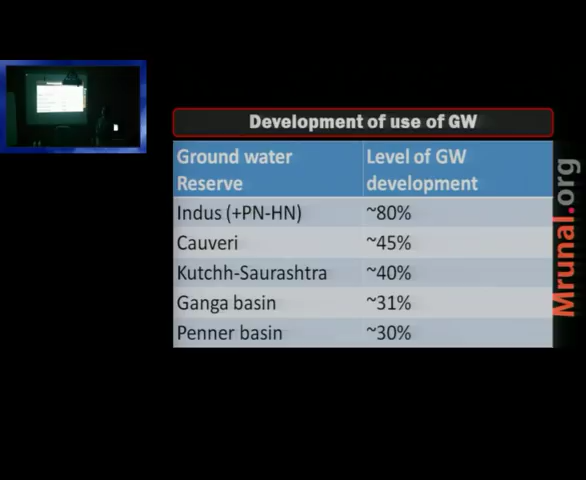 Development of use of GW
Ground water Reserve | Level of GW development
Indus (+PN-HN) | ~80%
Cauveri | ~45%
Kutchh-Saurashtra | ~40%
Ganga basin | ~31%
Penner basin | ~30%
Mrunal.org